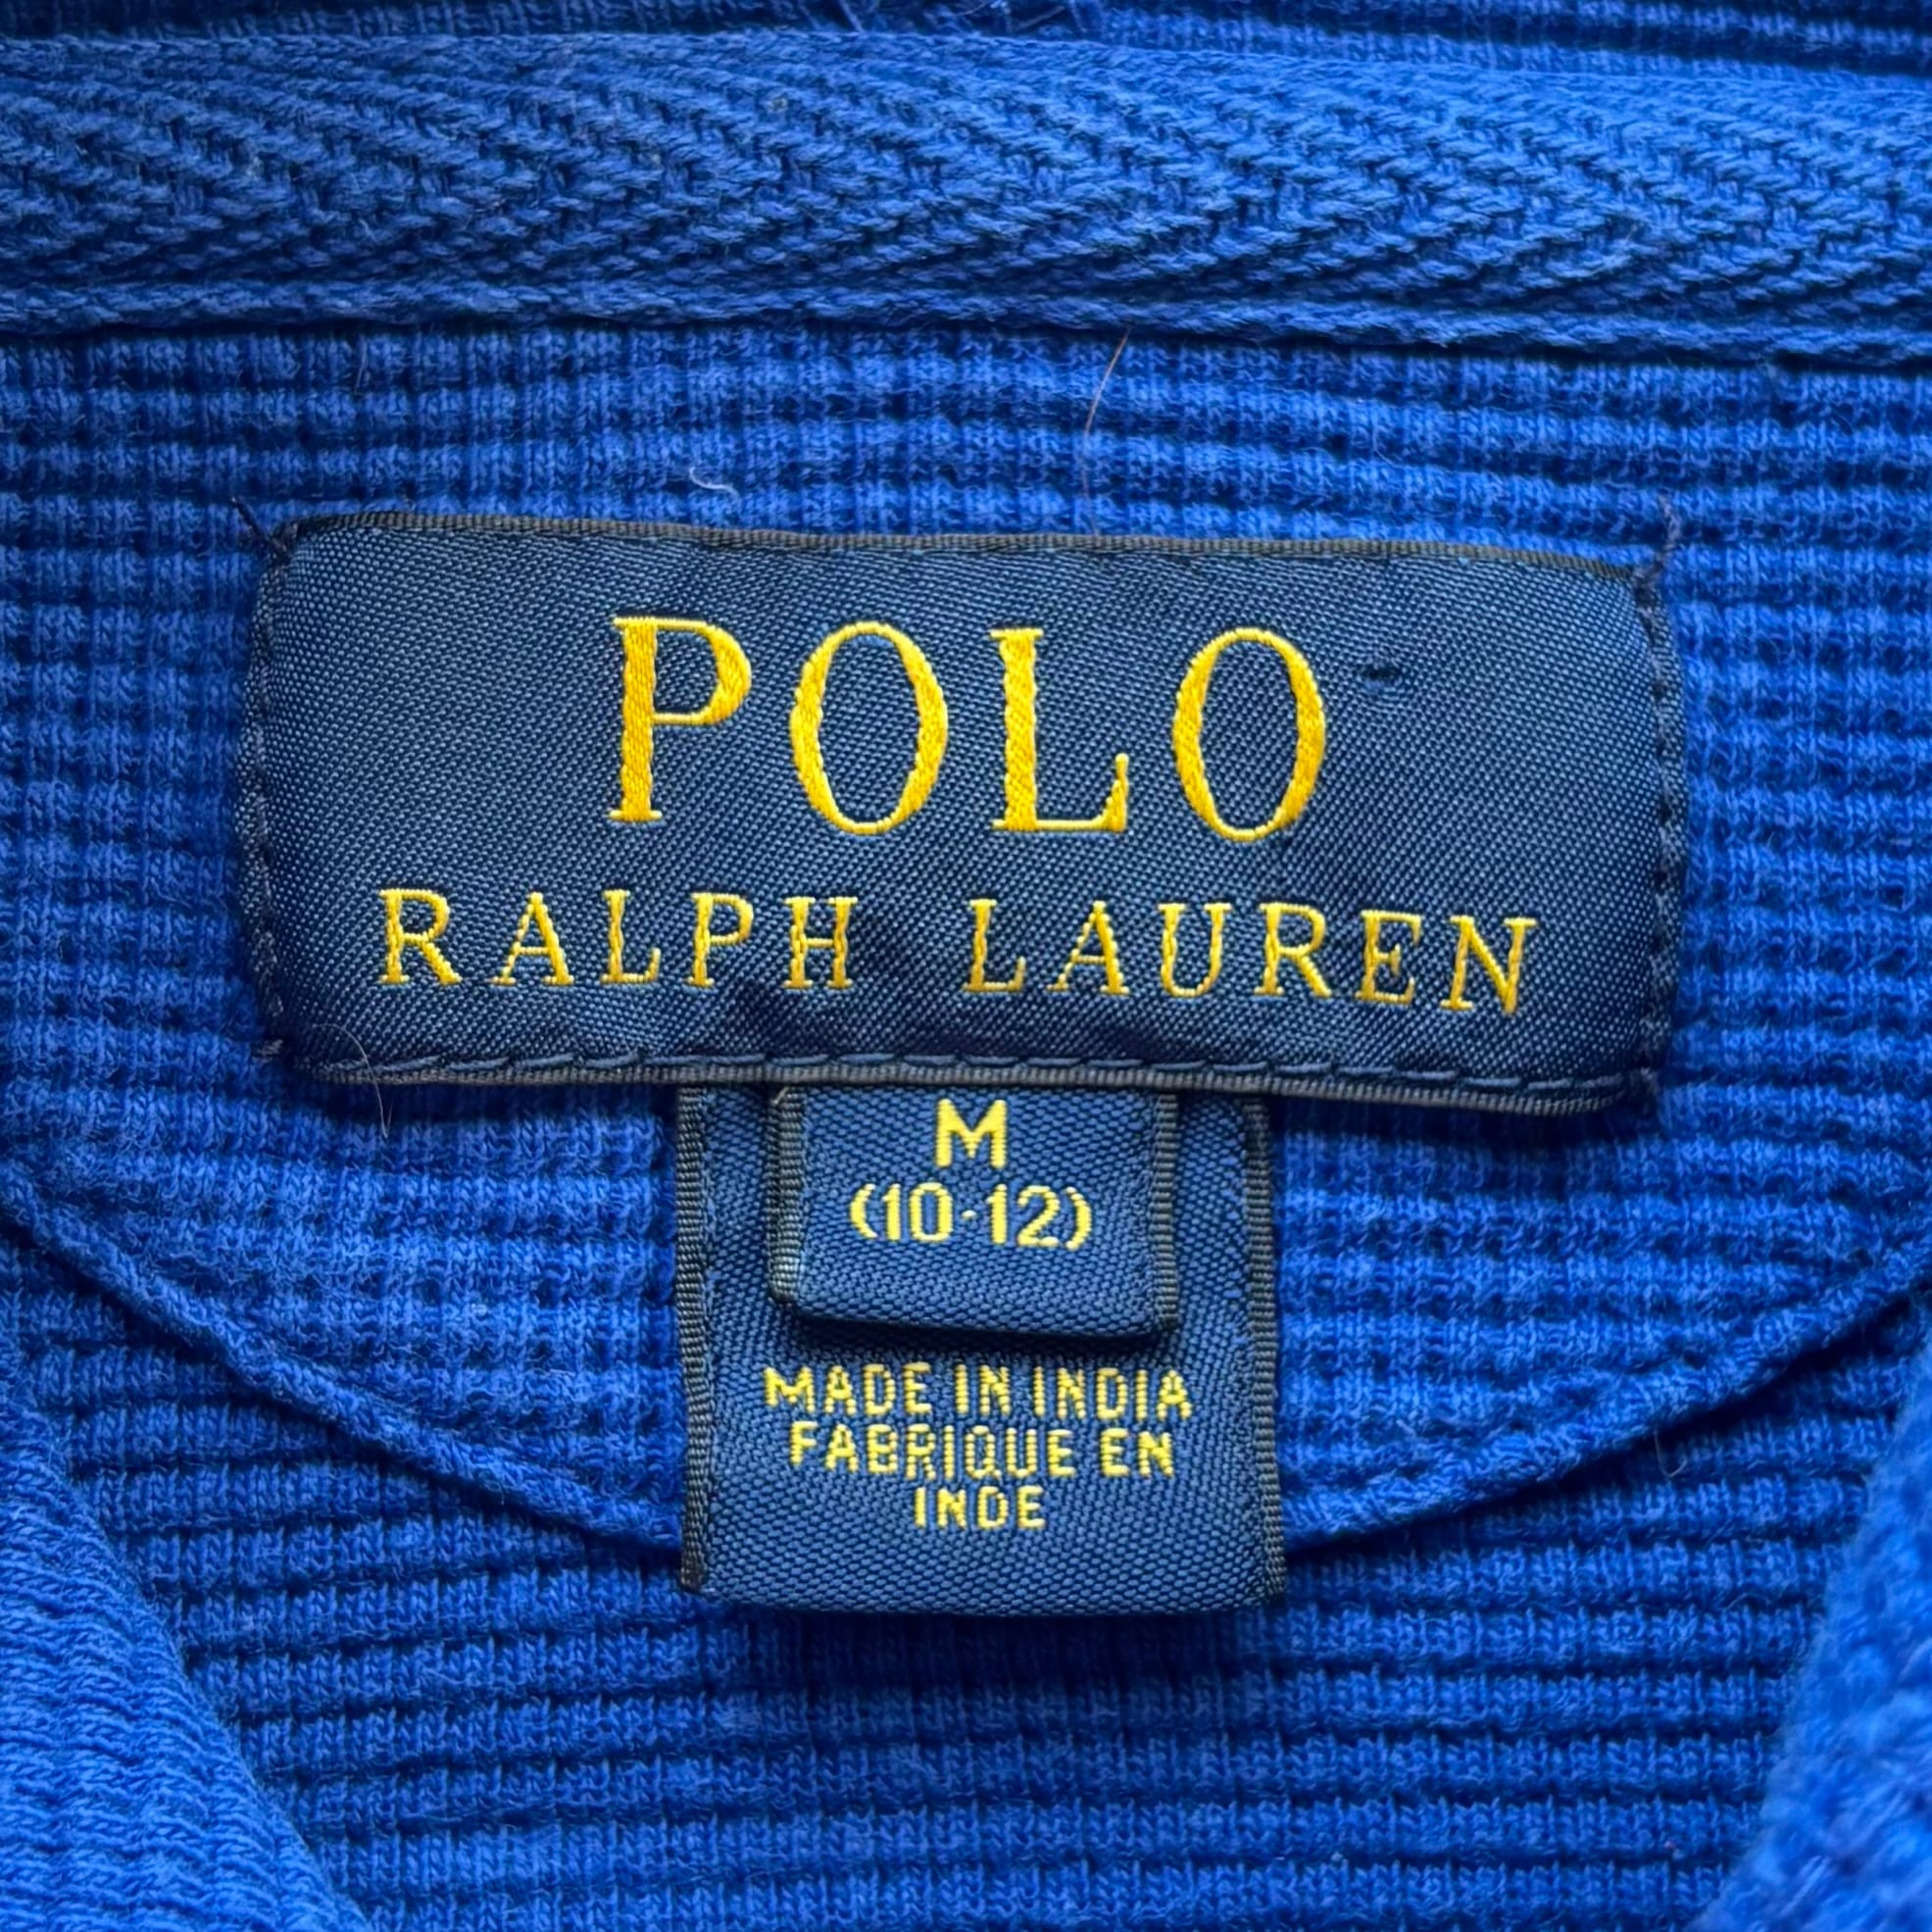 POLO
RALPH LAUREN
M
(10-12)
MADE IN INDIA
FABRIQUE EN
INDE